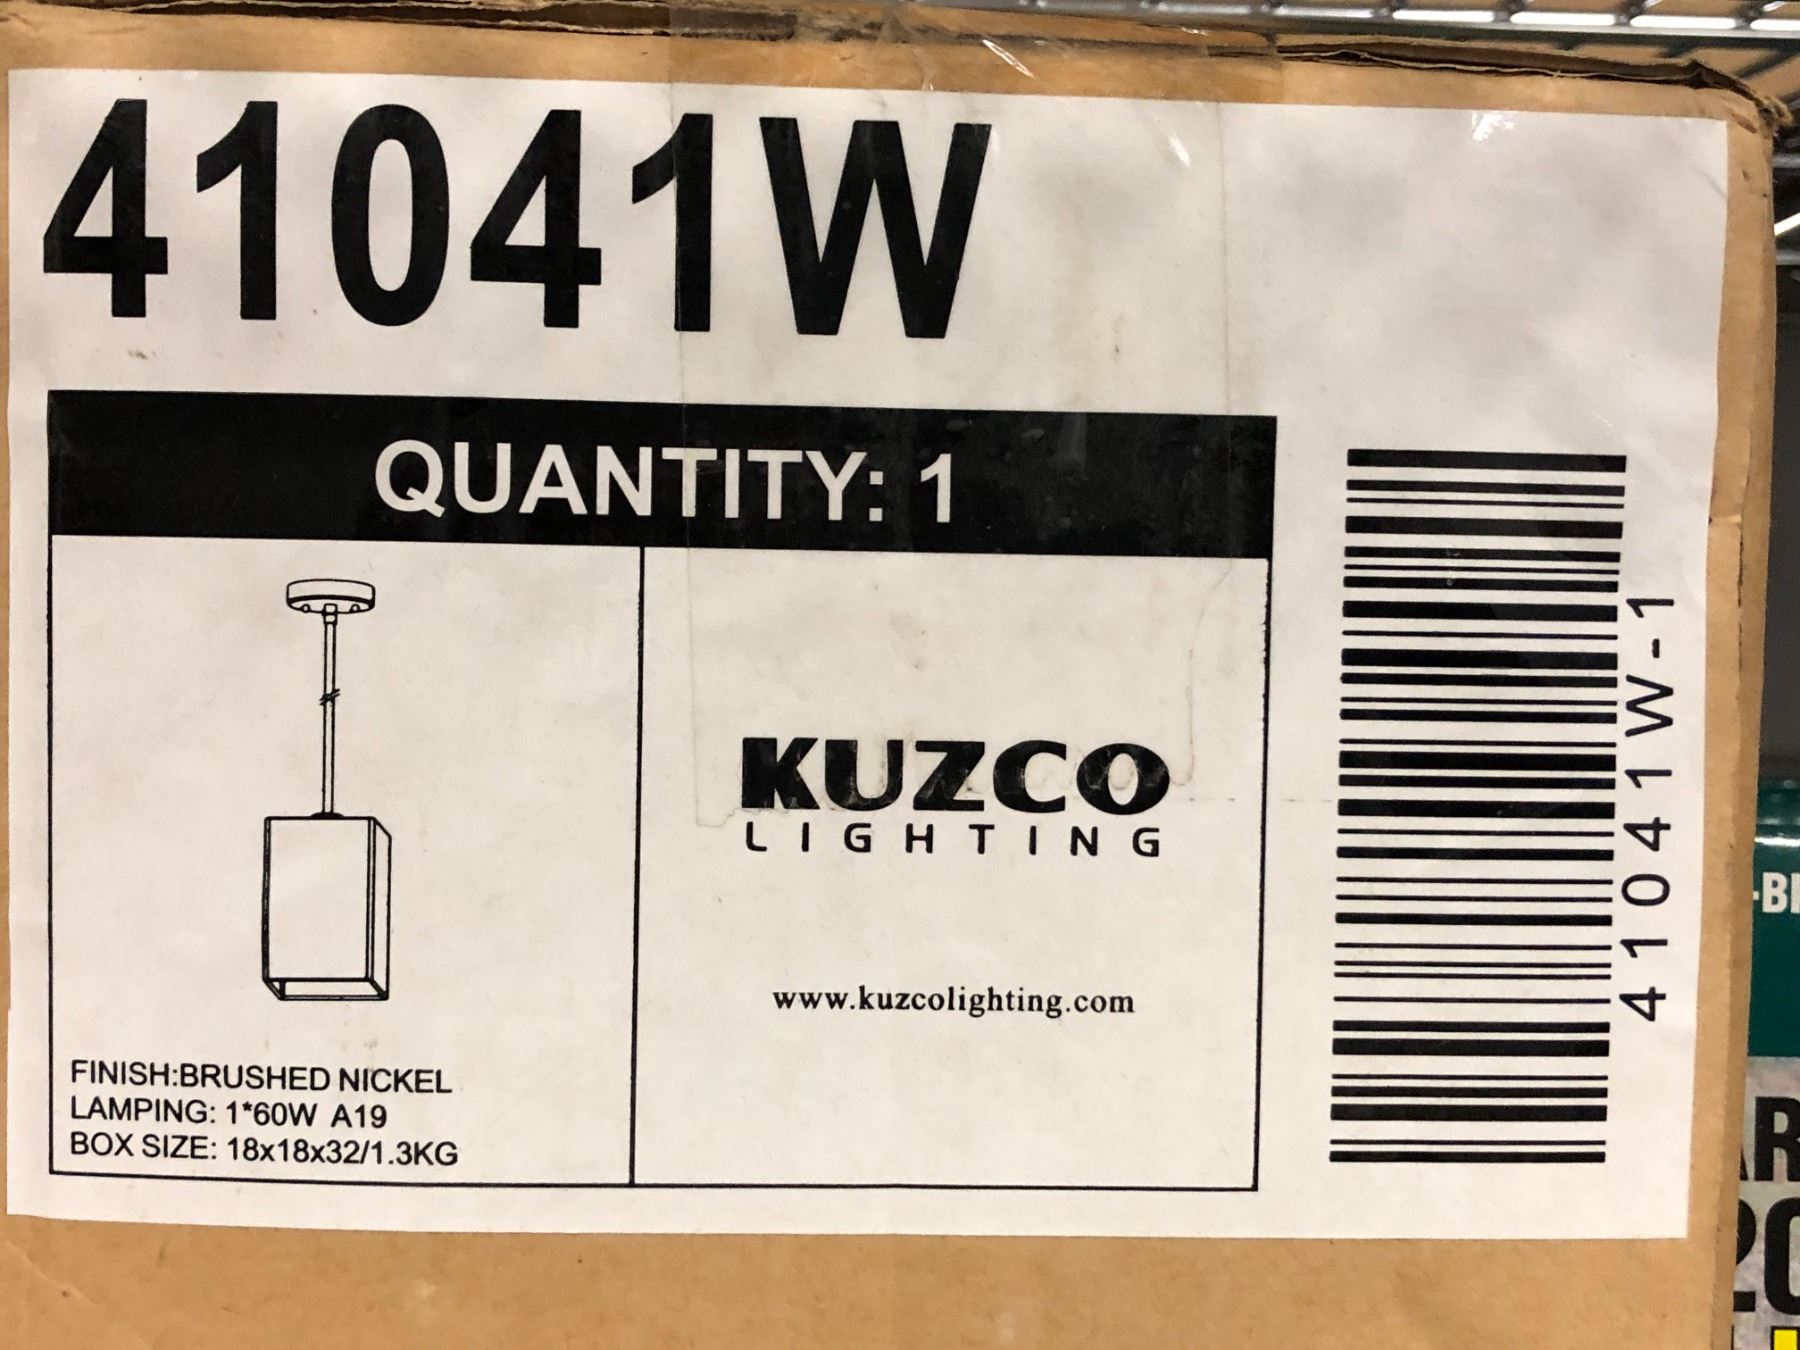 41041W
QUANTITY: 1
FINISH:BRUSHED NICKEL
LAMPING: 1*60W A19
BOX SIZE: 18x18x32/1.3KG
KUZCO
LIGHTING
www.kuzcolighting.com
41041W-1